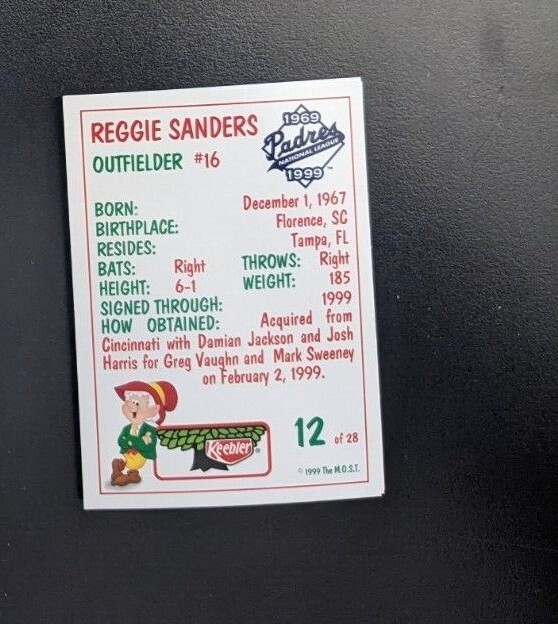 REGGIE SANDERS
OUTFIELDER #16
1969
Padres
NATIONAL LEAGUE
1999™
BORN: December 1, 1967
BIRTHPLACE: Florence, SC
RESIDES: Tampa, FL
BATS: Right THROWS: Right
HEIGHT: 6-1 WEIGHT: 185
SIGNED THROUGH: 1999
HOW OBTAINED: Acquired from
Cincinnati with Damian Jackson and Josh
Harris for Greg Vaughn and Mark Sweeney
on February 2, 1999.
Keebler®
12 of 28
© 1999 The M.O.S.T.